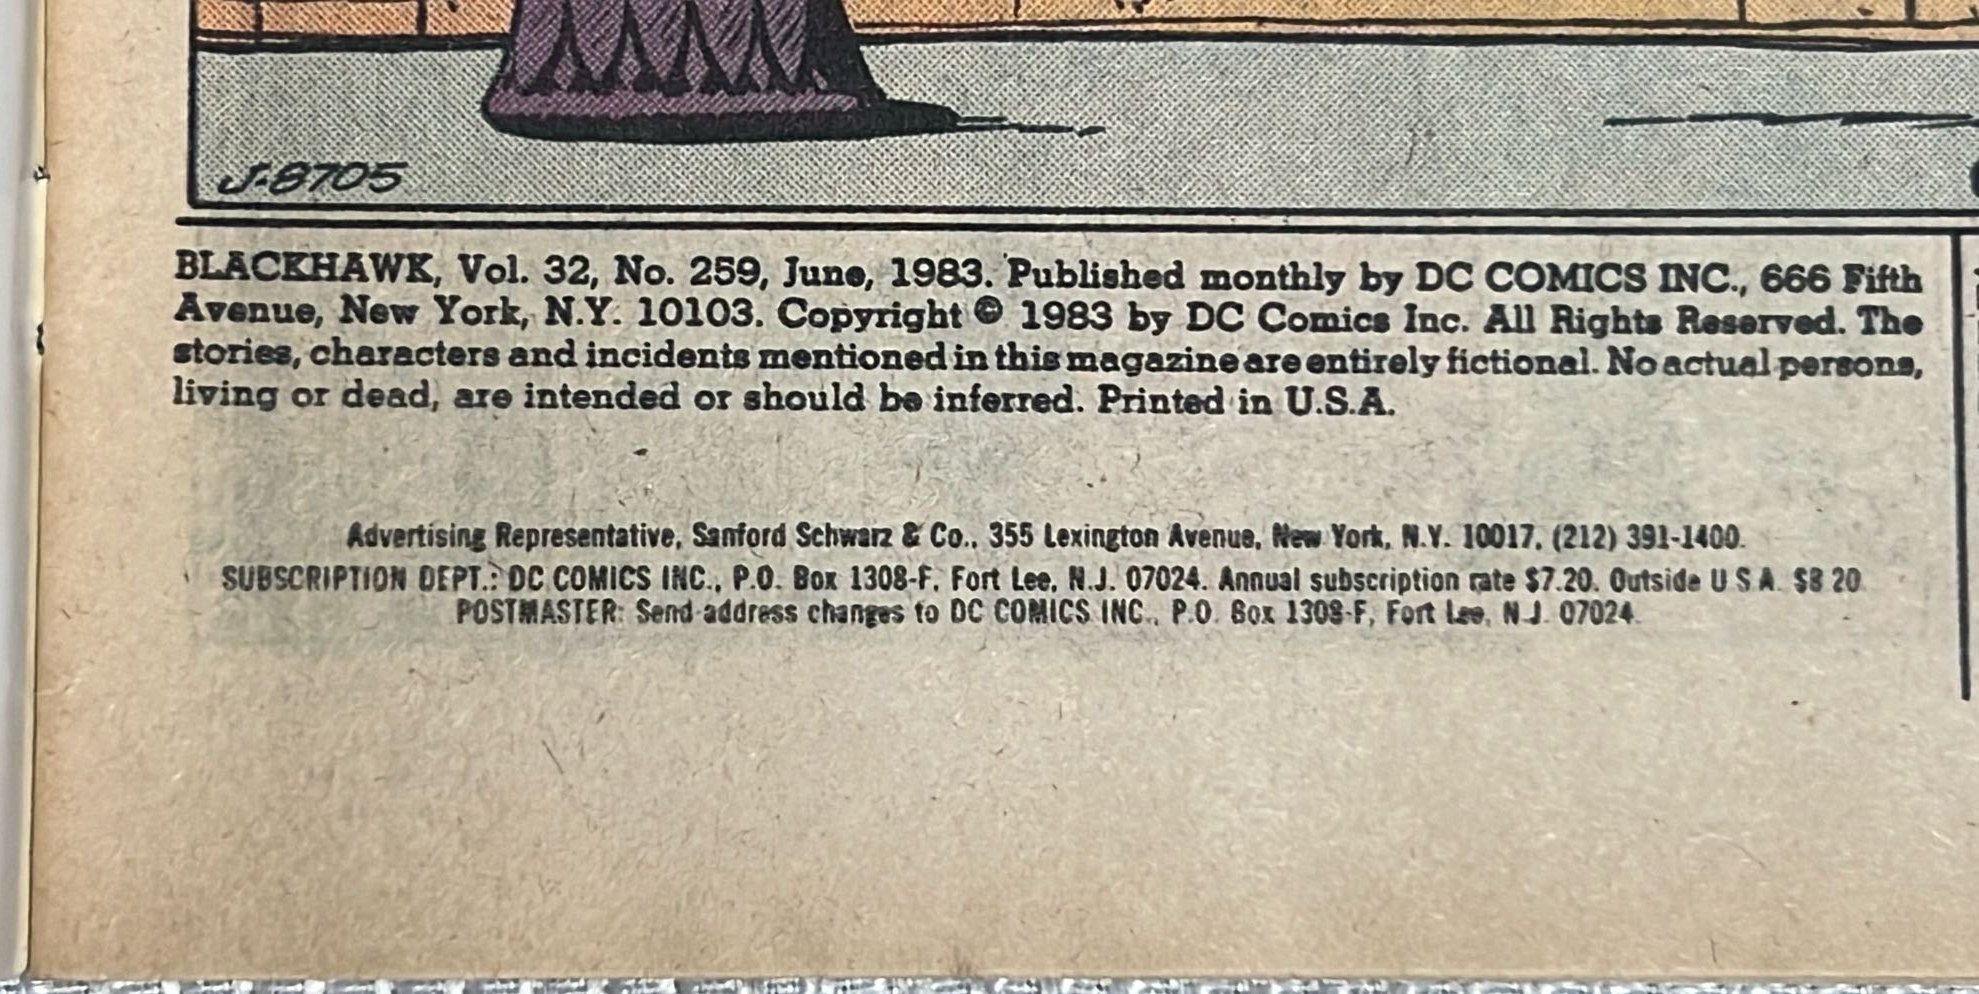 J-8705
BLACKHAWK, Vol. 32, No. 259, June, 1983. Published monthly by DC COMICS INC., 666 Fifth
Avenue, New York, N.Y. 10103. Copyright © 1983 by DC Comics Inc. All Rights Reserved. The
stories, characters and incidents mentioned in this magazine are entirely fictional. No actual persons,
living or dead, are intended or should be inferred. Printed in U.S.A.
Advertising Representative, Sanford Schwarz & Co., 355 Lexington Avenue, New York, N.Y. 10017, (212) 391-1400.
SUBSCRIPTION DEPT.: DC COMICS INC., P.O. Box 1308-F, Fort Lee, N.J. 07024. Annual subscription rate $7.20. Outside U S A $8 20
POSTMASTER: Send address changes to DC COMICS INC., P.O. Box 1308-F, Fort Lee, N.J. 07024